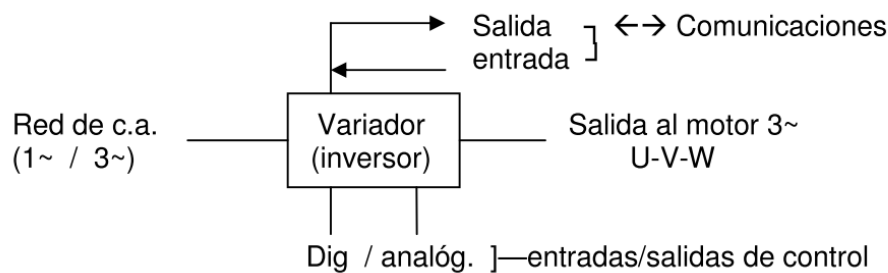 Salida ←→ Comunicaciones
entrada
Red de c.a.
(1~ / 3~)
Variador
(inversor)
Salida al motor 3~
U-V-W
Dig / analóg. ]—entradas/salidas de control